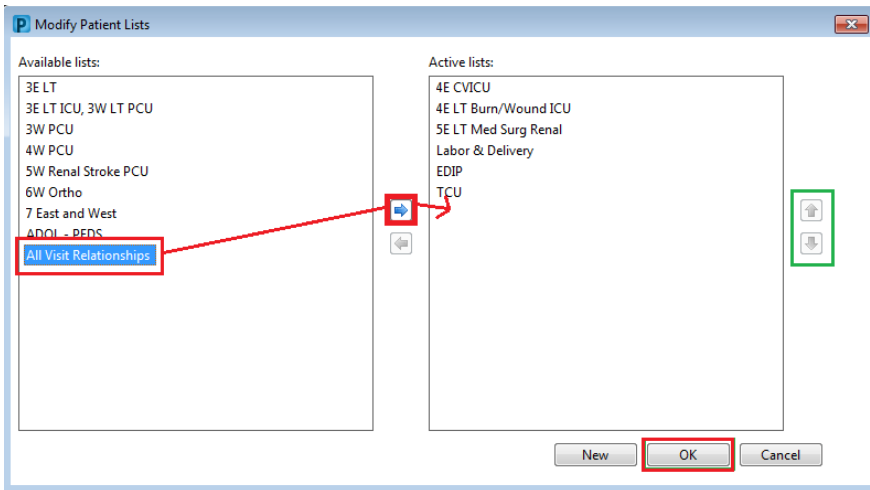 P Modify Patient Lists
Available lists:
3E LT
3E LT ICU, 3W LT PCU
3W PCU
4W PCU
5W Renal Stroke PCU
6W Ortho
7 East and West
ADOL - PEDS
All Visit Relationships
Active lists:
4E CVICU
4E LT Burn/Wound ICU
5E LT Med Surg Renal
Labor & Delivery
EDIP
TCU
New
OK
Cancel